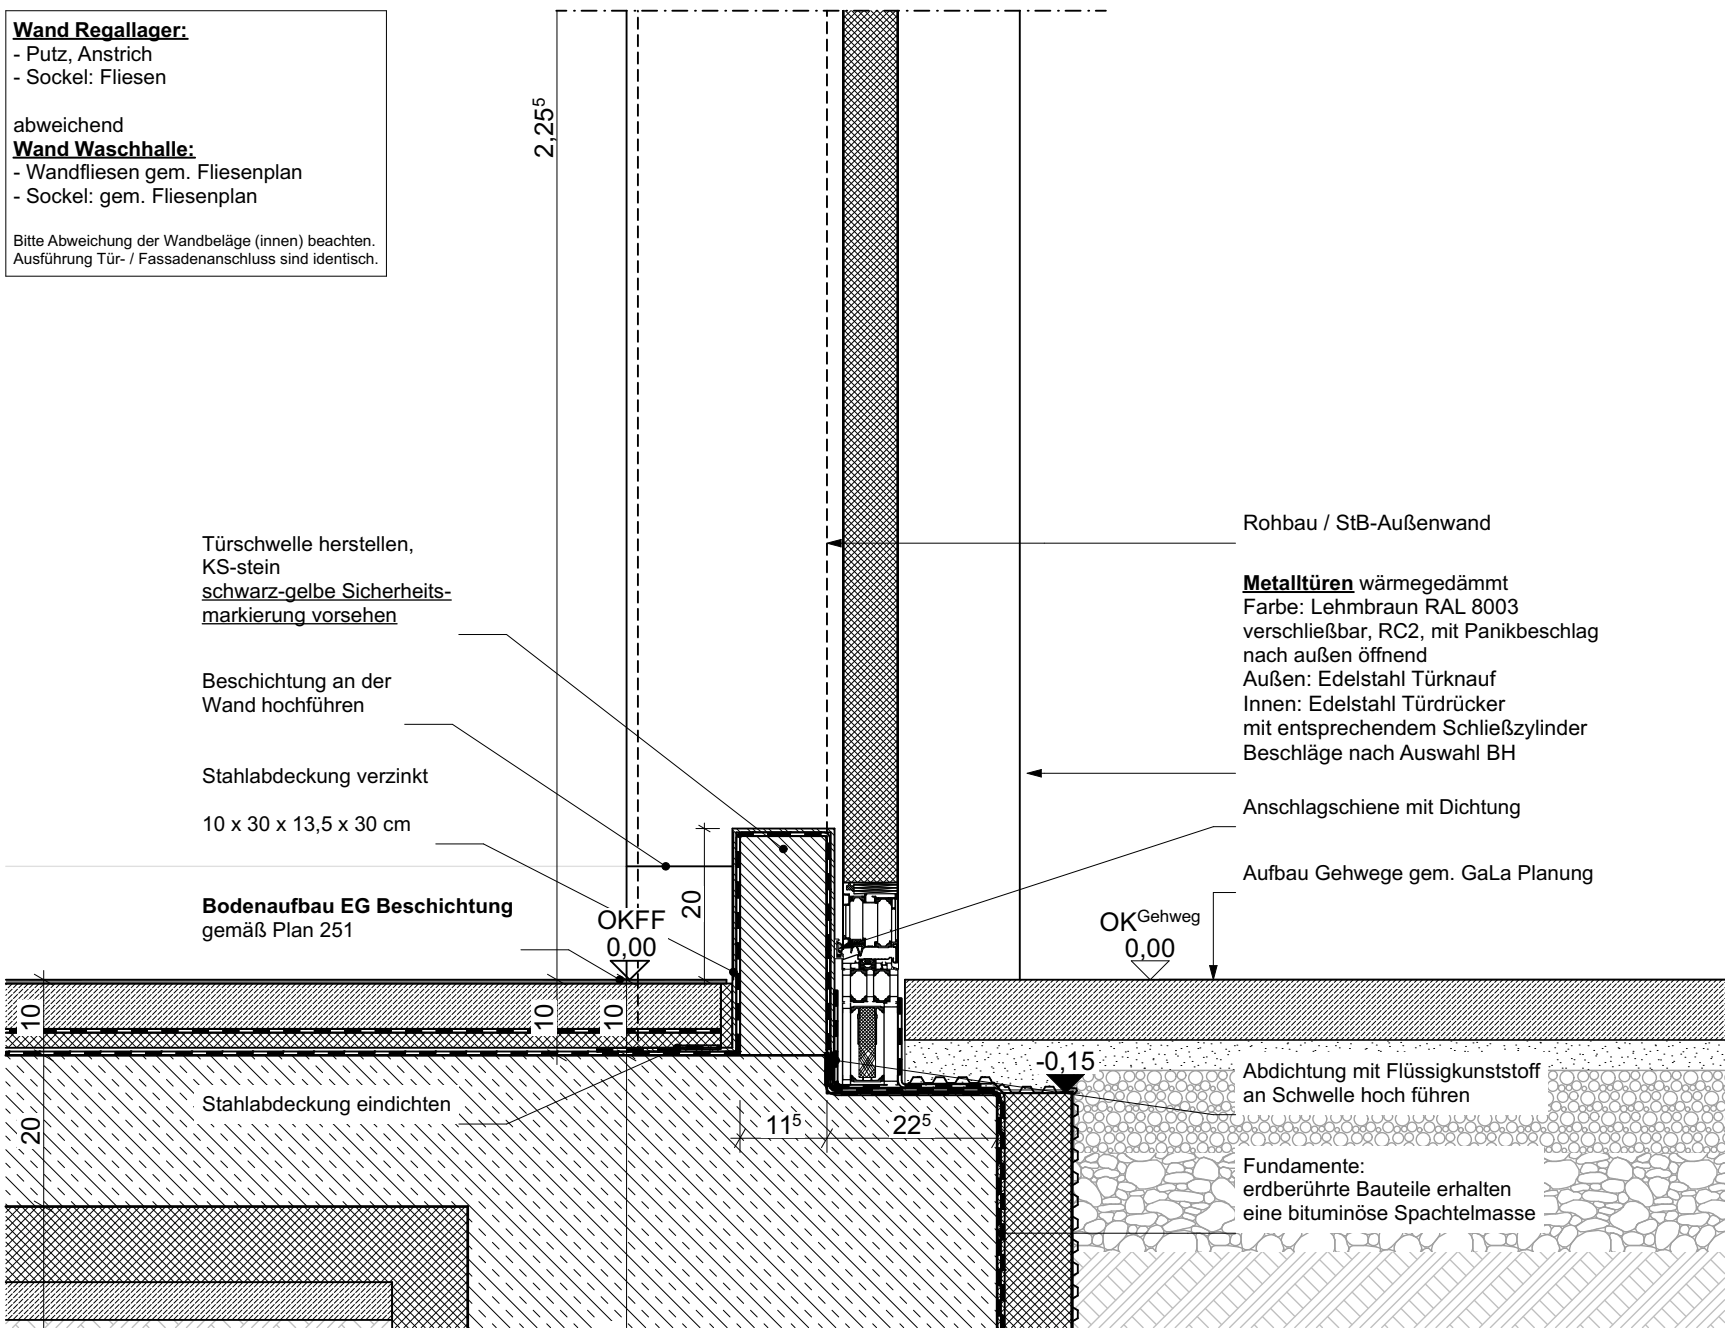 Wand Regallager:
- Putz, Anstrich
- Sockel: Fliesen
abweichend
Wand Waschhalle:
- Wandfliesen gem. Fliesenplan
- Sockel: gem. Fliesenplan
Bitte Abweichung der Wandbeläge (innen) beachten.
Ausführung Tür- / Fassadenanschluss sind identisch.
2,25⁵
Türschwelle herstellen,
KS-stein
schwarz-gelbe Sicherheits-
markierung vorsehen
Beschichtung an der
Wand hochführen
Stahlabdeckung verzinkt
10 x 30 x 13,5 x 30 cm
Bodenaufbau EG Beschichtung
gemäß Plan 251
OKFF
0,00
20
10
10
10
Stahlabdeckung eindichten
20
11⁵
22⁵
Rohbau / StB-Außenwand
Metalltüren wärmegedämmt
Farbe: Lehmbraun RAL 8003
verschließbar, RC2, mit Panikbeschlag
nach außen öffnend
Außen: Edelstahl Türknauf
Innen: Edelstahl Türdrücker
mit entsprechendem Schließzylinder
Beschläge nach Auswahl BH
Anschlagschiene mit Dichtung
Aufbau Gehwege gem. GaLa Planung
OK Gehweg
0,00
-0,15
Abdichtung mit Flüssigkunststoff
an Schwelle hoch führen
Fundamente:
erdberührte Bauteile erhalten
eine bituminöse Spachtelmasse